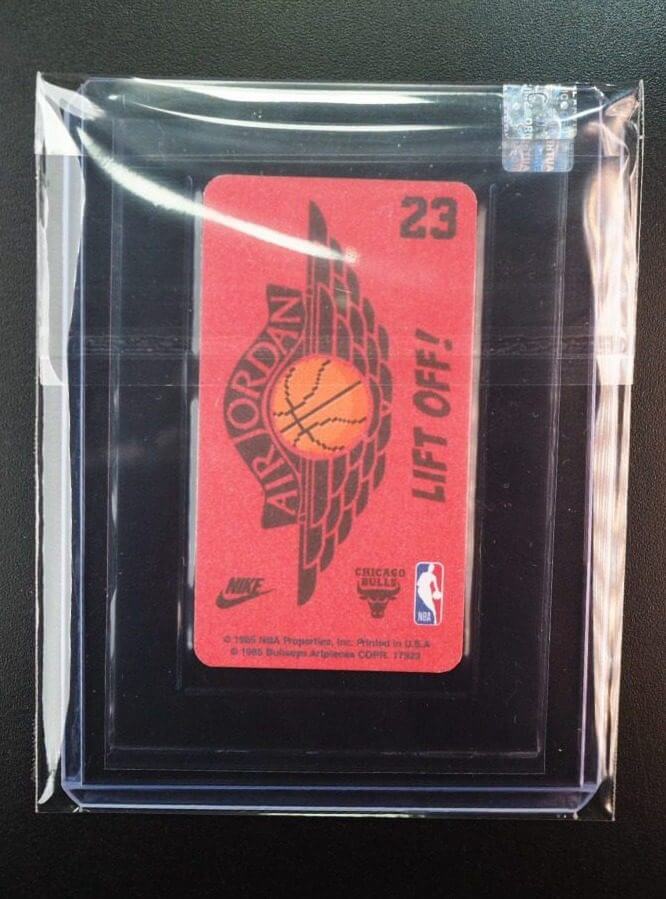 23
AIR JORDAN
LIFT OFF!
NIKE
CHICAGO
BULLS
NBA
© 1985 NBA Properties, Inc. Printed in U.S.A
© 1985 Bullseye Artpieces COPR. 17923